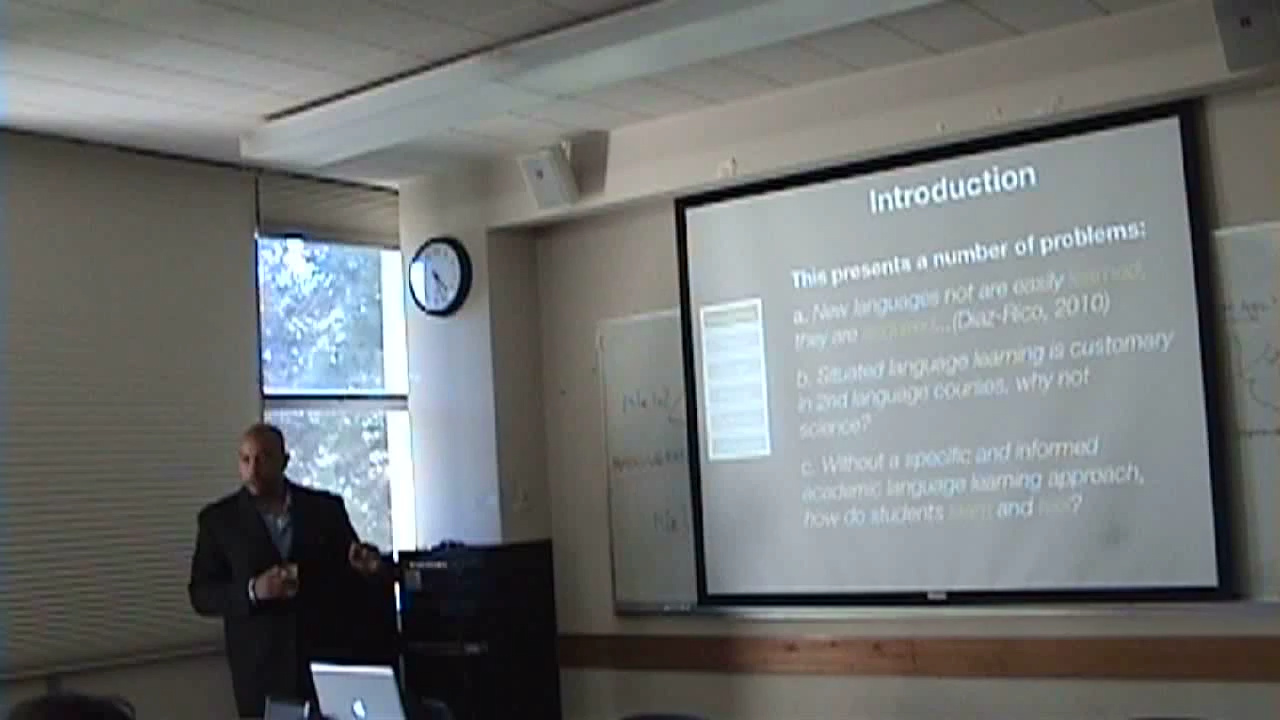 Introduction
This presents a number of problems:
a. New languages not are easily learned,
they are acquired...(Diaz-Rico, 2010)
b. Situated language learning is customary
in 2nd language courses, why not
science?
c. Without a specific and informed
academic language learning approach,
how do students learn and